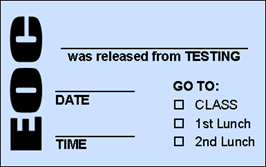 EOC
was released from TESTING
GO TO:
DATE
CLASS
1st Lunch
TIME
2nd Lunch